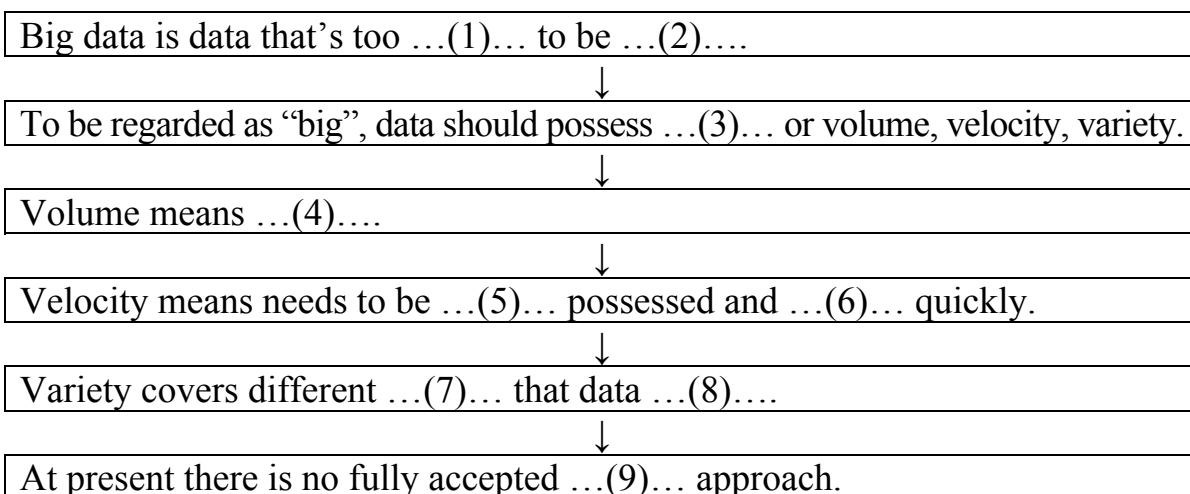 Big data is data that’s too …(1)… to be …(2)….
↓
To be regarded as “big”, data should possess …(3)… or volume, velocity, variety.
↓
Volume means …(4)….
↓
Velocity means needs to be …(5)… possessed and …(6)… quickly.
↓
Variety covers different …(7)… that data …(8)….
↓
At present there is no fully accepted …(9)… approach.